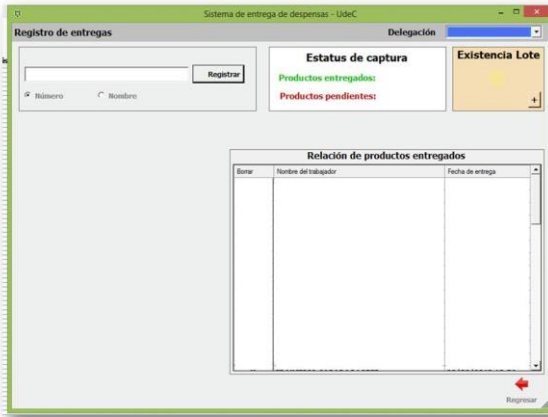 Sistema de entrega de despensas - UdeC
Registro de entregas
Delegación
Registrar
Número
Nombre
Estatus de captura
Productos entregados:
Productos pendientes:
Existencia Lote
+
Relación de productos entregados
Borrar
Nombre del trabajador
Fecha de entrega
Regresar